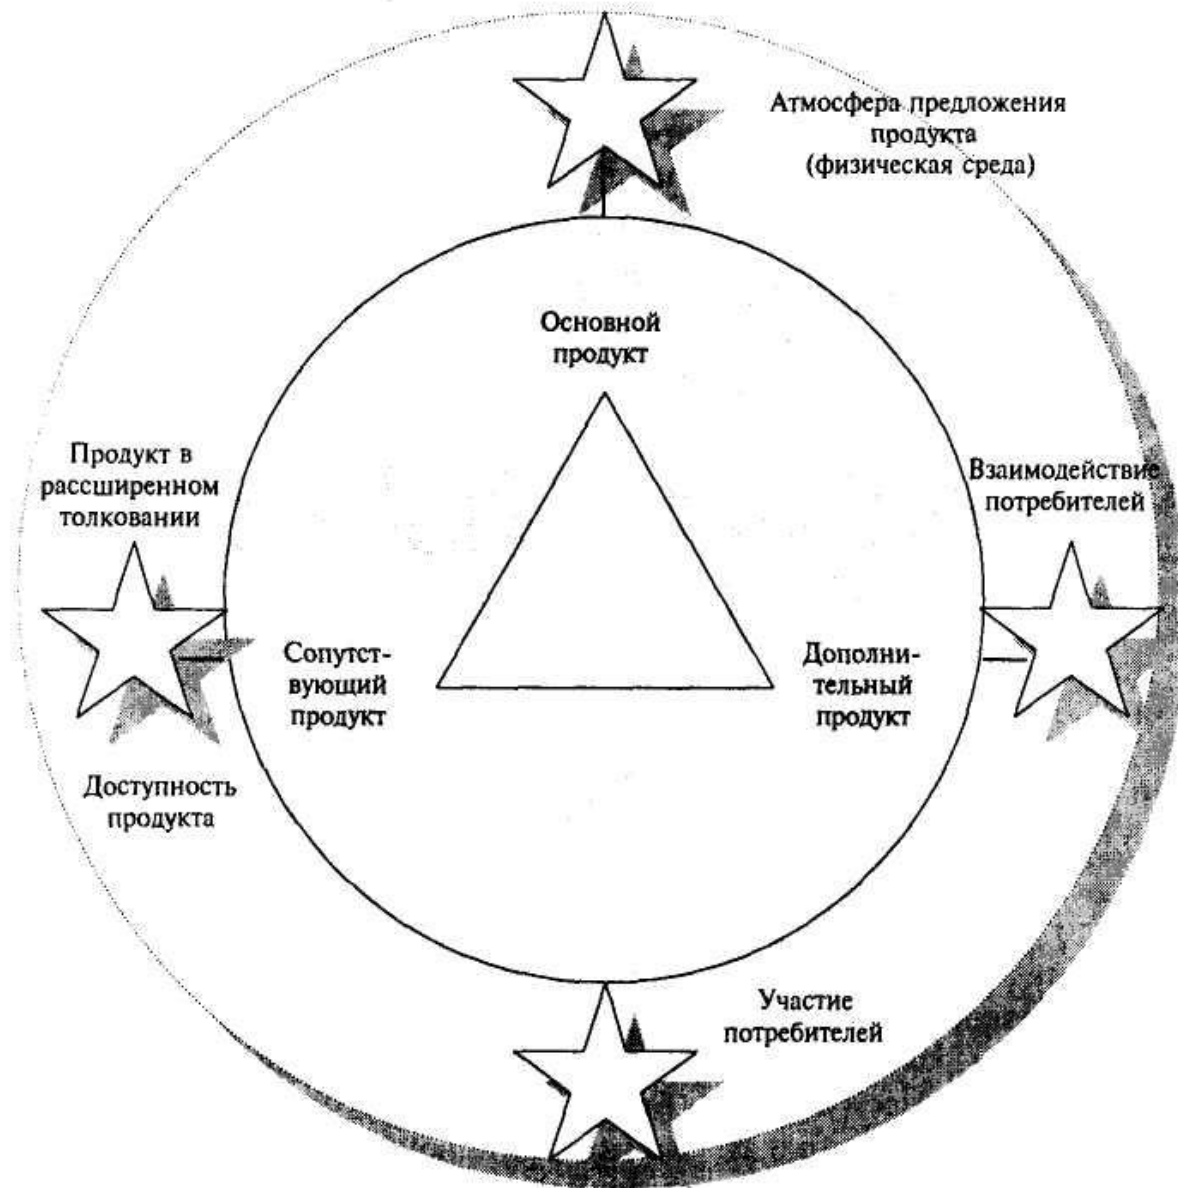 Атмосфера предложения
продукта
(физическая среда)
Основной
продукт
Продукт в
рассширенном
толковании
Взаимодействие
потребителей
Сопутст-
вующий
продукт
Дополни-
тельный
продукт
Доступность
продукта
Участие
потребителей